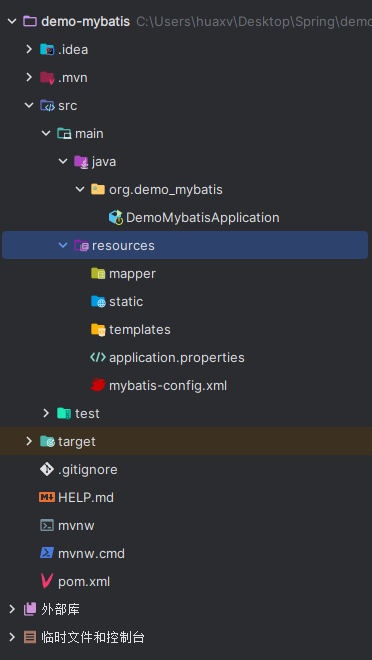 demo-mybatis C:\Users\huaxv\Desktop\Spring\demo
.idea
.mvn
src
main
java
org.demo_mybatis
DemoMybatisApplication
resources
mapper
static
templates
application.properties
mybatis-config.xml
test
target
.gitignore
HELP.md
mvnw
mvnw.cmd
pom.xml
外部库
临时文件和控制台